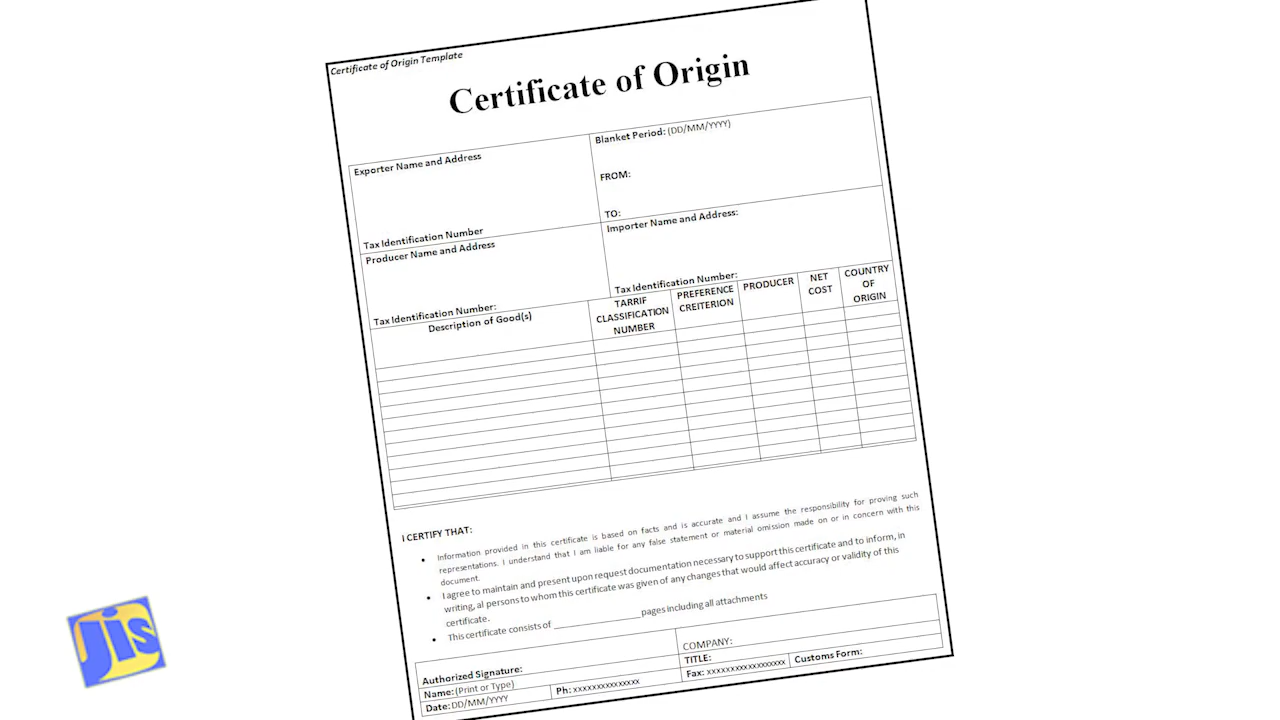 Certificate of Origin Template
Certificate of Origin
Exporter Name and Address
Tax Identification Number
Blanket Period: (DD/MM/YYYY)
FROM:
TO:
Producer Name and Address
Tax Identification Number:
Importer Name and Address:
Tax Identification Number:
Description of Good(s)
TARRIF
CLASSIFICATION
NUMBER
PREFERENCE
CREITERION
PRODUCER
NET
COST
COUNTRY
OF
ORIGIN
I CERTIFY THAT:
• Information provided in this certificate is based on facts and is accurate and I assume the responsibility for proving such
representations. I understand that I am liable for any false statement or material omission made on or in concern with this
document.
• I agree to maintain and present upon request documentation necessary to support this certificate and to inform, in
writing, al persons to whom this certificate was given of any changes that would affect accuracy or validity of this
certificate.
• This certificate consists of ________________ pages including all attachments
Authorized Signature:
COMPANY:
TITLE:
Name: (Print or Type)
Date: DD/MM/YYYY
Ph: xxxxxxxxxxxxxxx
Fax: xxxxxxxxxxxxxxxxxx
Customs Form:
jis